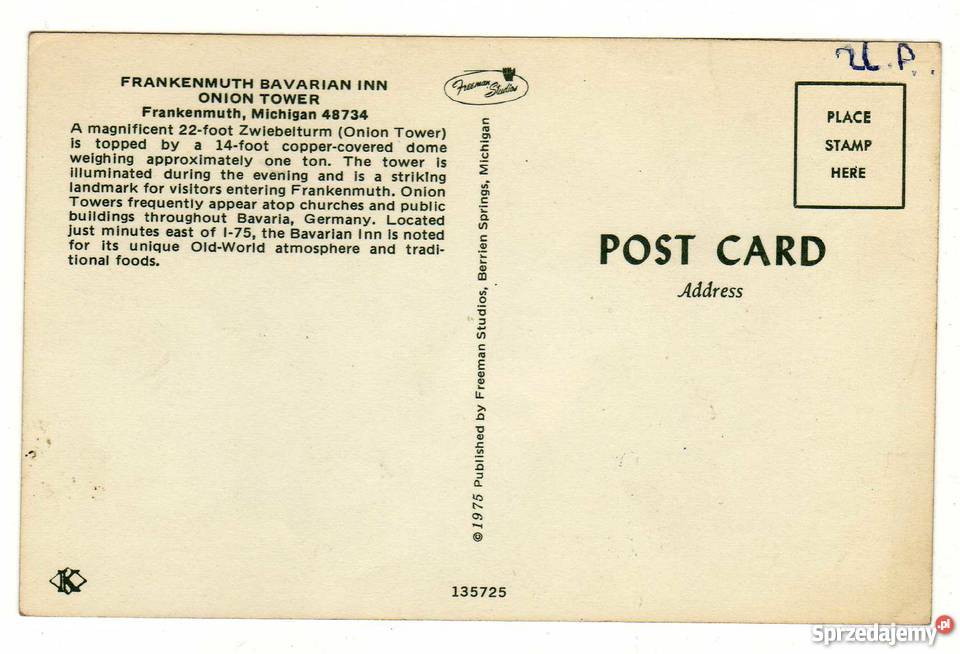 FRANKENMUTH BAVARIAN INN
ONION TOWER
Frankenmuth, Michigan 48734
A magnificent 22-foot Zwiebelturm (Onion Tower)
is topped by a 14-foot copper-covered dome
weighing approximately one ton. The tower is
illuminated during the evening and is a striking
landmark for visitors entering Frankenmuth. Onion
Towers frequently appear atop churches and public
buildings throughout Bavaria, Germany. Located
just minutes east of I-75, the Bavarian Inn is noted
for its unique Old-World atmosphere and tradi-
tional foods.
Freeman Studios
©1975 Published by Freeman Studios, Berrien Springs, Michigan
PLACE
STAMP
HERE
POST CARD
Address
K
135725
Sprzedajemy.pl